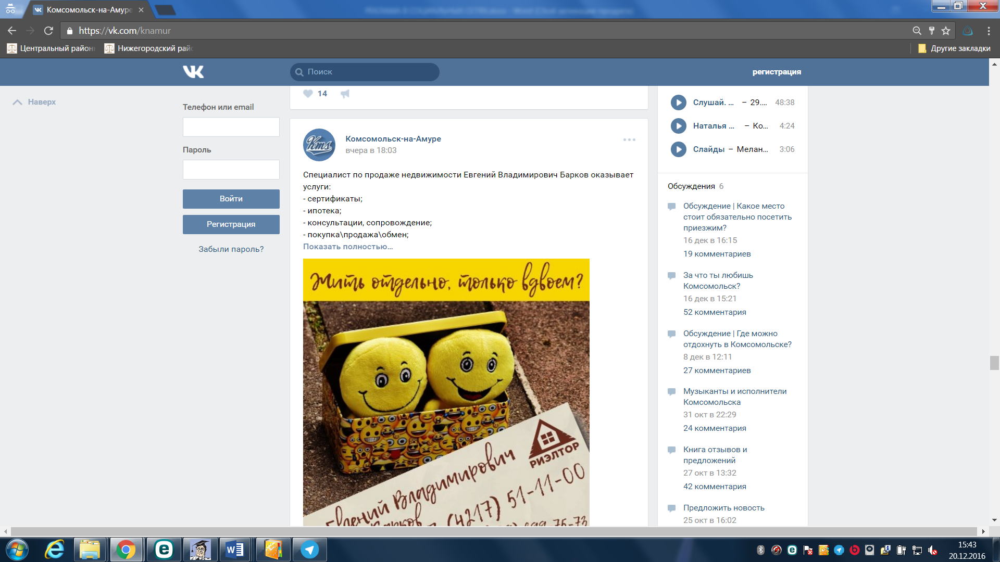 Комсомольск-на-Амуре
https://vk.com/knamur
Центральный район
Нижегородский рай
Другие закладки
Поиск
регистрация
Наверх
Телефон или email
Пароль
Войти
Регистрация
Забыли пароль?
14
Комсомольск-на-Амуре
вчера в 18:03
Специалист по продаже недвижимости Евгений Владимирович Барков оказывает
услуги:
- сертификаты;
- ипотека;
- консультации, сопровождение;
- покупка\продажа\обмен;
Показать полностью…
Жить отдельно, только вдвоем?
РИЭЛТОР
Евгений Владимирович
Барков
(4217) 51-11-00
899-75-73
Слушай. ... – 29.... 48:38
Наталья ... – Ко... 4:24
Слайды – Мелан... 3:06
Обсуждения 6
Обсуждение | Какое место
стоит обязательно посетить
приезжим?
16 дек в 16:15
19 комментариев
За что ты любишь
Комсомольск?
16 дек в 15:21
52 комментария
Обсуждение | Где можно
отдохнуть в Комсомольске?
8 дек в 12:11
27 комментариев
Музыканты и исполнители
Комсомольска
31 окт в 22:29
24 комментария
Книга отзывов и
предложений
27 окт в 13:32
42 комментария
Предложить новость
25 окт в 16:02
15:43
20.12.2016